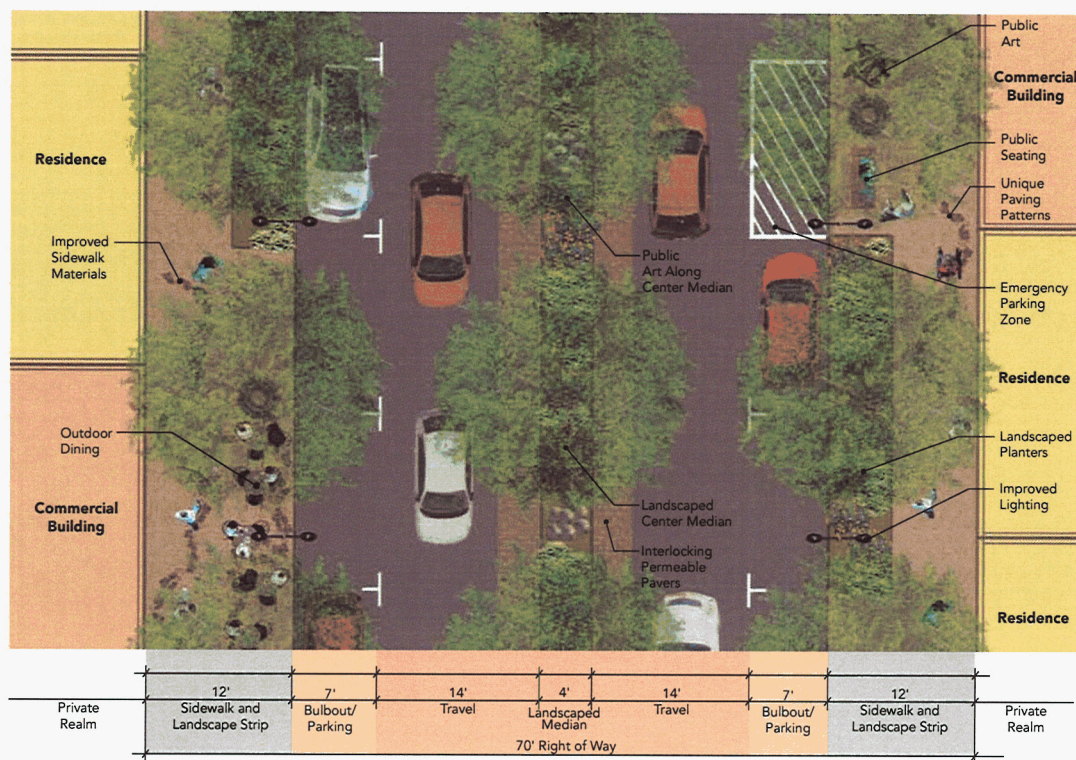 Residence
Improved
Sidewalk
Materials
Outdoor
Dining
Commercial
Building
Public
Art Along
Center Median
Landscaped
Center Median
Interlocking
Permeable
Pavers
Public
Art
Commercial
Building
Public
Seating
Unique
Paving
Patterns
Emergency
Parking
Zone
Residence
Landscaped
Planters
Improved
Lighting
Residence
12' 7' 14' 4' 14' 7' 12'
Private
Realm
Sidewalk and
Landscape Strip
Bulbout/
Parking
Travel
Landscaped
Median
Travel
Bulbout/
Parking
Sidewalk and
Landscape Strip
Private
Realm
70' Right of Way